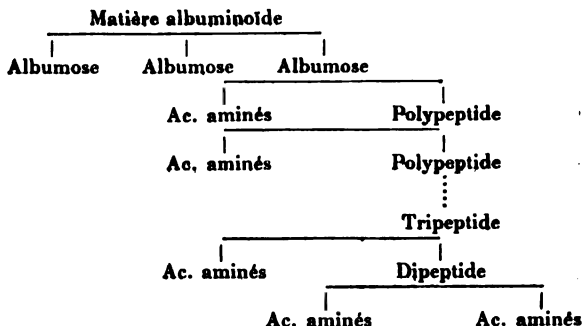 Matière albuminoïde
Albumose Albumose Albumose
Ac. aminés Polypeptide
Ac. aminés Polypeptide
Tripeptide
Ac. aminés Dipeptide
Ac. aminés Ac. aminés